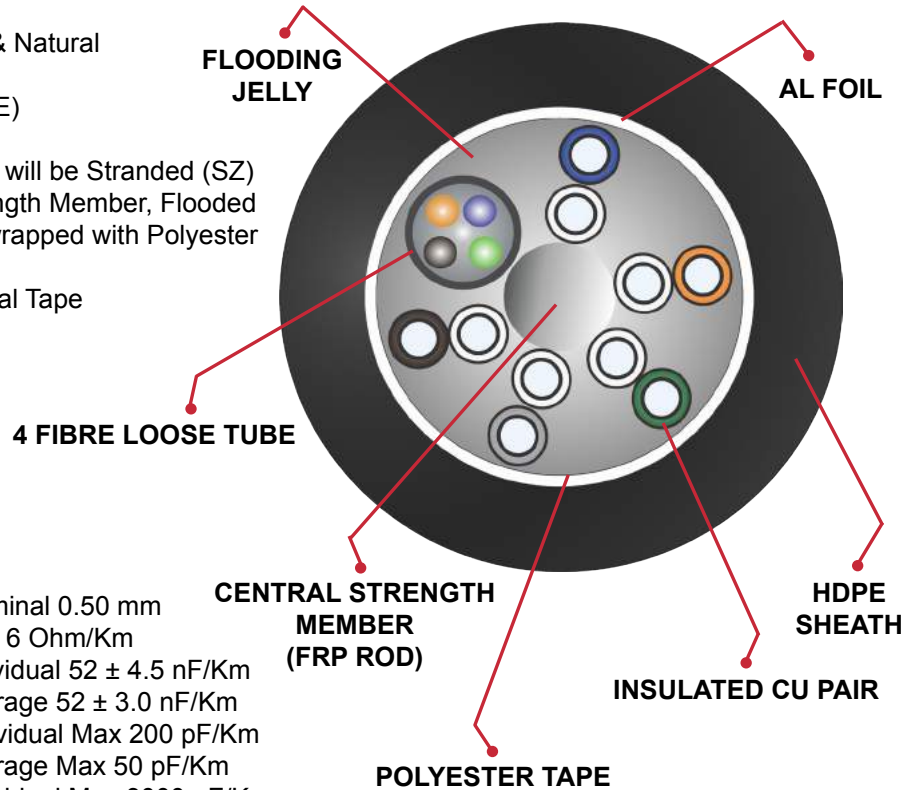 & Natural
E)
will be Stranded (SZ)
ngth Member, Flooded
wrapped with Polyester
al Tape
FLOODING
JELLY
AL FOIL
4 FIBRE LOOSE TUBE
minal 0.50 mm
6 Ohm/Km
vidual 52 ± 4.5 nF/Km
rage 52 ± 3.0 nF/Km
vidual Max 200 pF/Km
rage Max 50 pF/Km
CENTRAL STRENGTH
MEMBER
(FRP ROD)
HDPE
SHEATH
INSULATED CU PAIR
POLYESTER TAPE